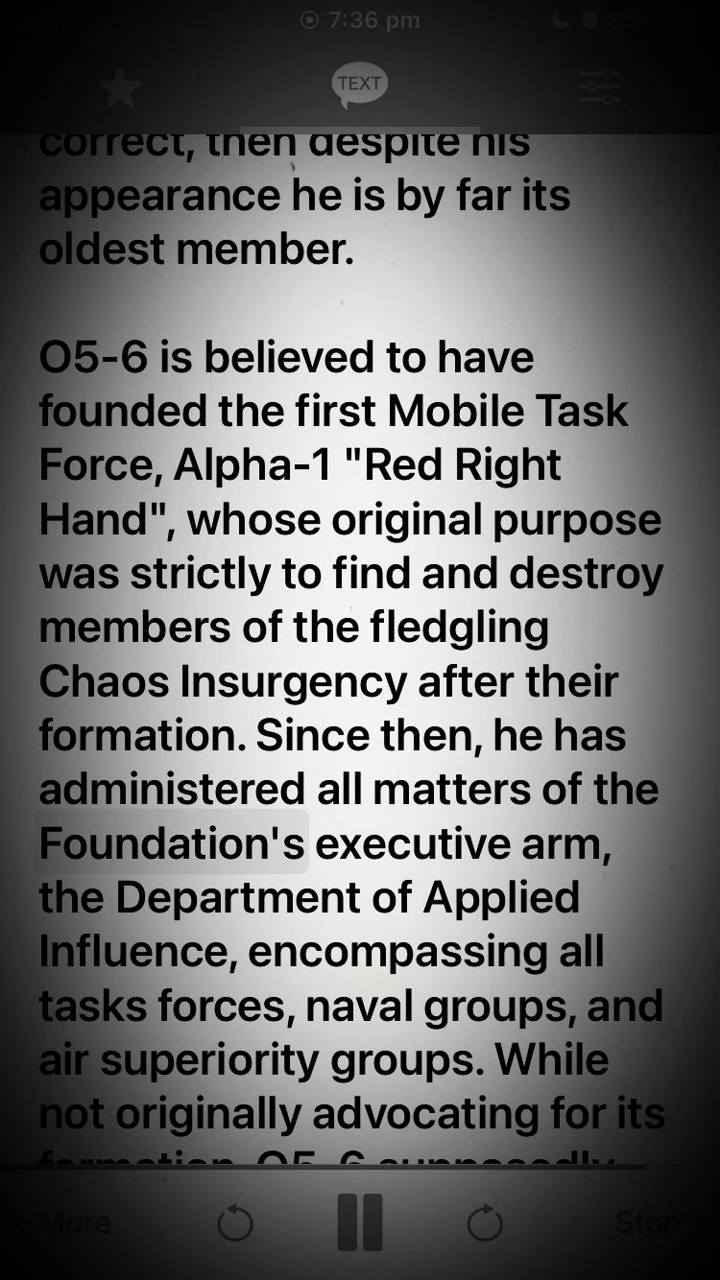 7:36 pm
TEXT
correct, then despite his
appearance he is by far its
oldest member.
O5-6 is believed to have
founded the first Mobile Task
Force, Alpha-1 "Red Right
Hand", whose original purpose
was strictly to find and destroy
members of the fledgling
Chaos Insurgency after their
formation. Since then, he has
administered all matters of the
Foundation's executive arm,
the Department of Applied
Influence, encompassing all
tasks forces, naval groups, and
air superiority groups. While
not originally advocating for its
formation, O5-6 supposedly
More
Stop